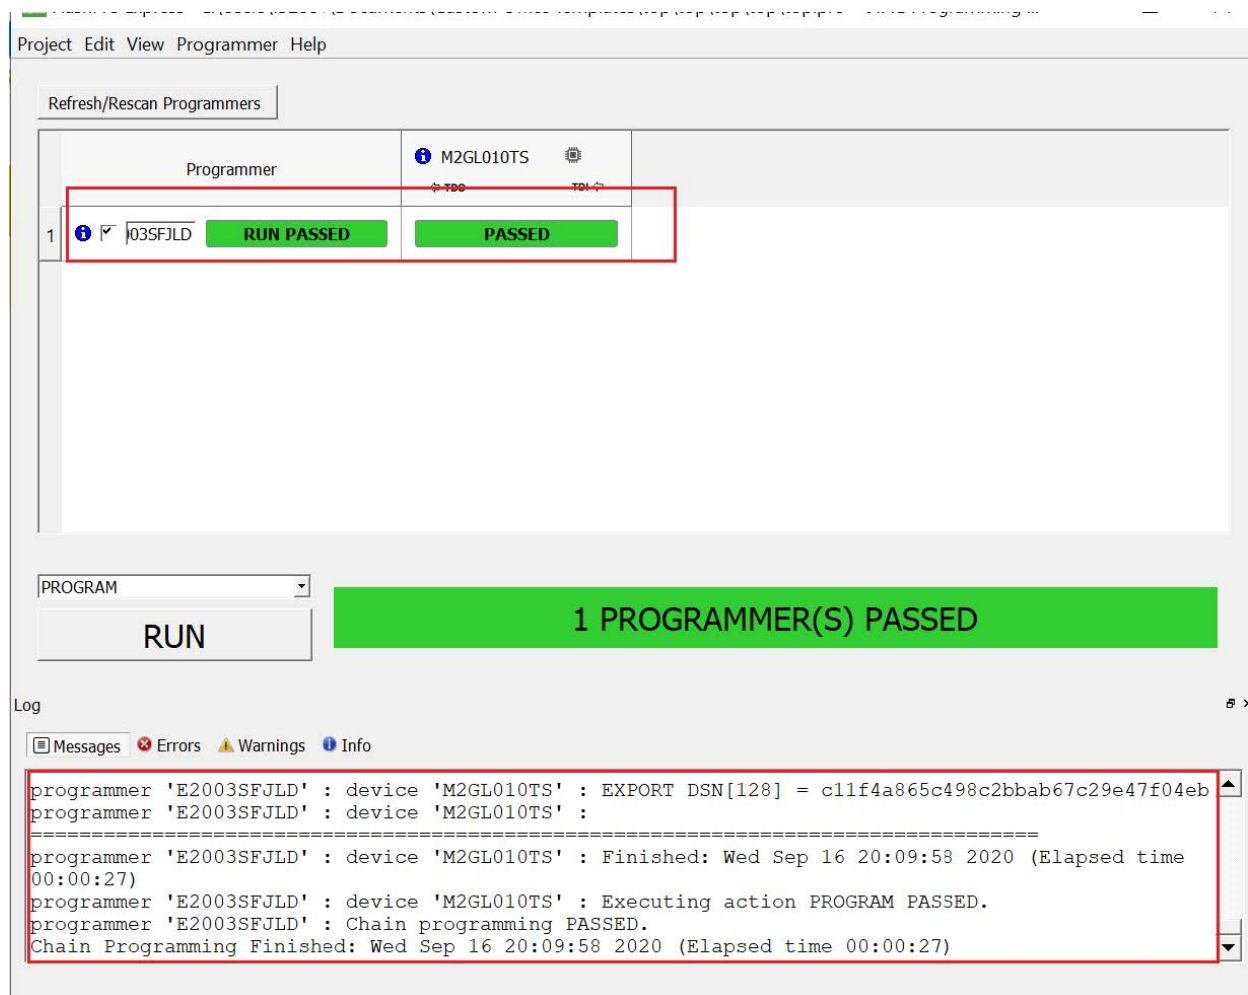 Project Edit View Programmer Help
Refresh/Rescan Programmers
Programmer
M2GL010TS
TDO TDI
1 03SFJLD RUN PASSED PASSED
PROGRAM
RUN
1 PROGRAMMER(S) PASSED
Log
Messages Errors Warnings Info
programmer 'E2003SFJLD' : device 'M2GL010TS' : EXPORT DSN[128] = c11f4a865c498c2bbab67c29e47f04eb
programmer 'E2003SFJLD' : device 'M2GL010TS' :
===================================================================================
programmer 'E2003SFJLD' : device 'M2GL010TS' : Finished: Wed Sep 16 20:09:58 2020 (Elapsed time
00:00:27)
programmer 'E2003SFJLD' : device 'M2GL010TS' : Executing action PROGRAM PASSED.
programmer 'E2003SFJLD' : Chain programming PASSED.
Chain Programming Finished: Wed Sep 16 20:09:58 2020 (Elapsed time 00:00:27)